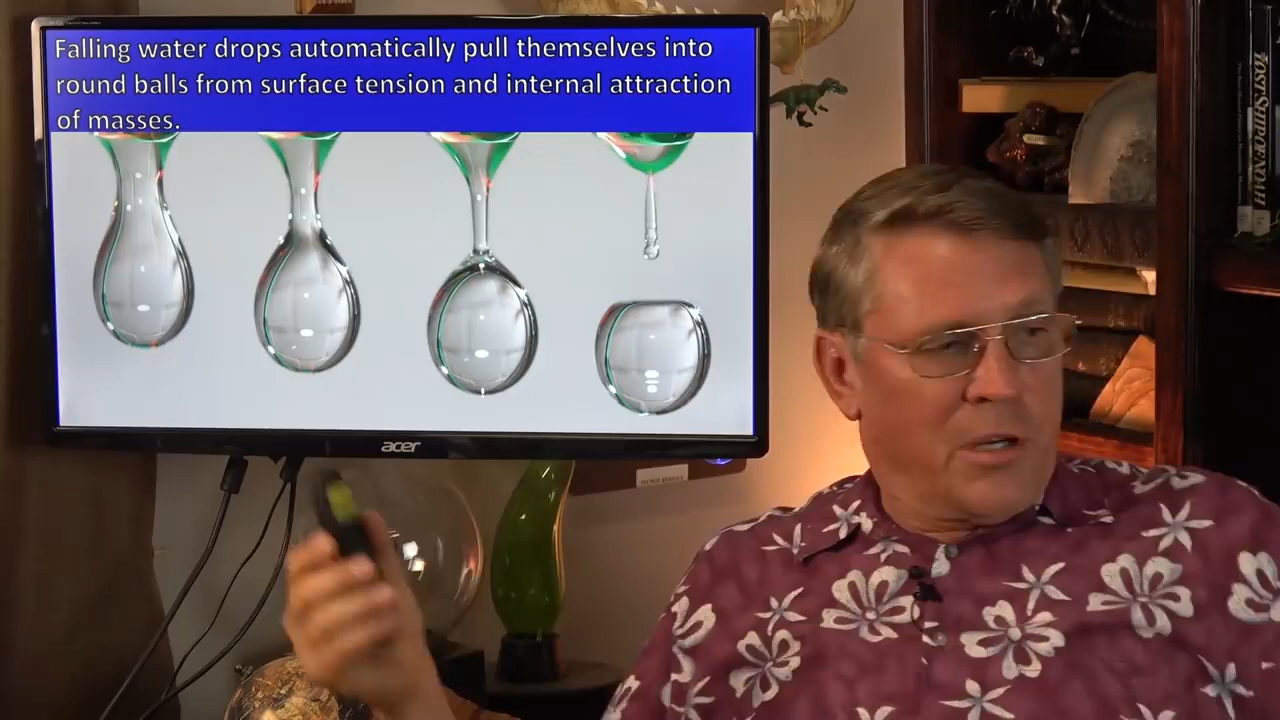 Falling water drops automatically pull themselves into
round balls from surface tension and internal attraction
of masses.
acer